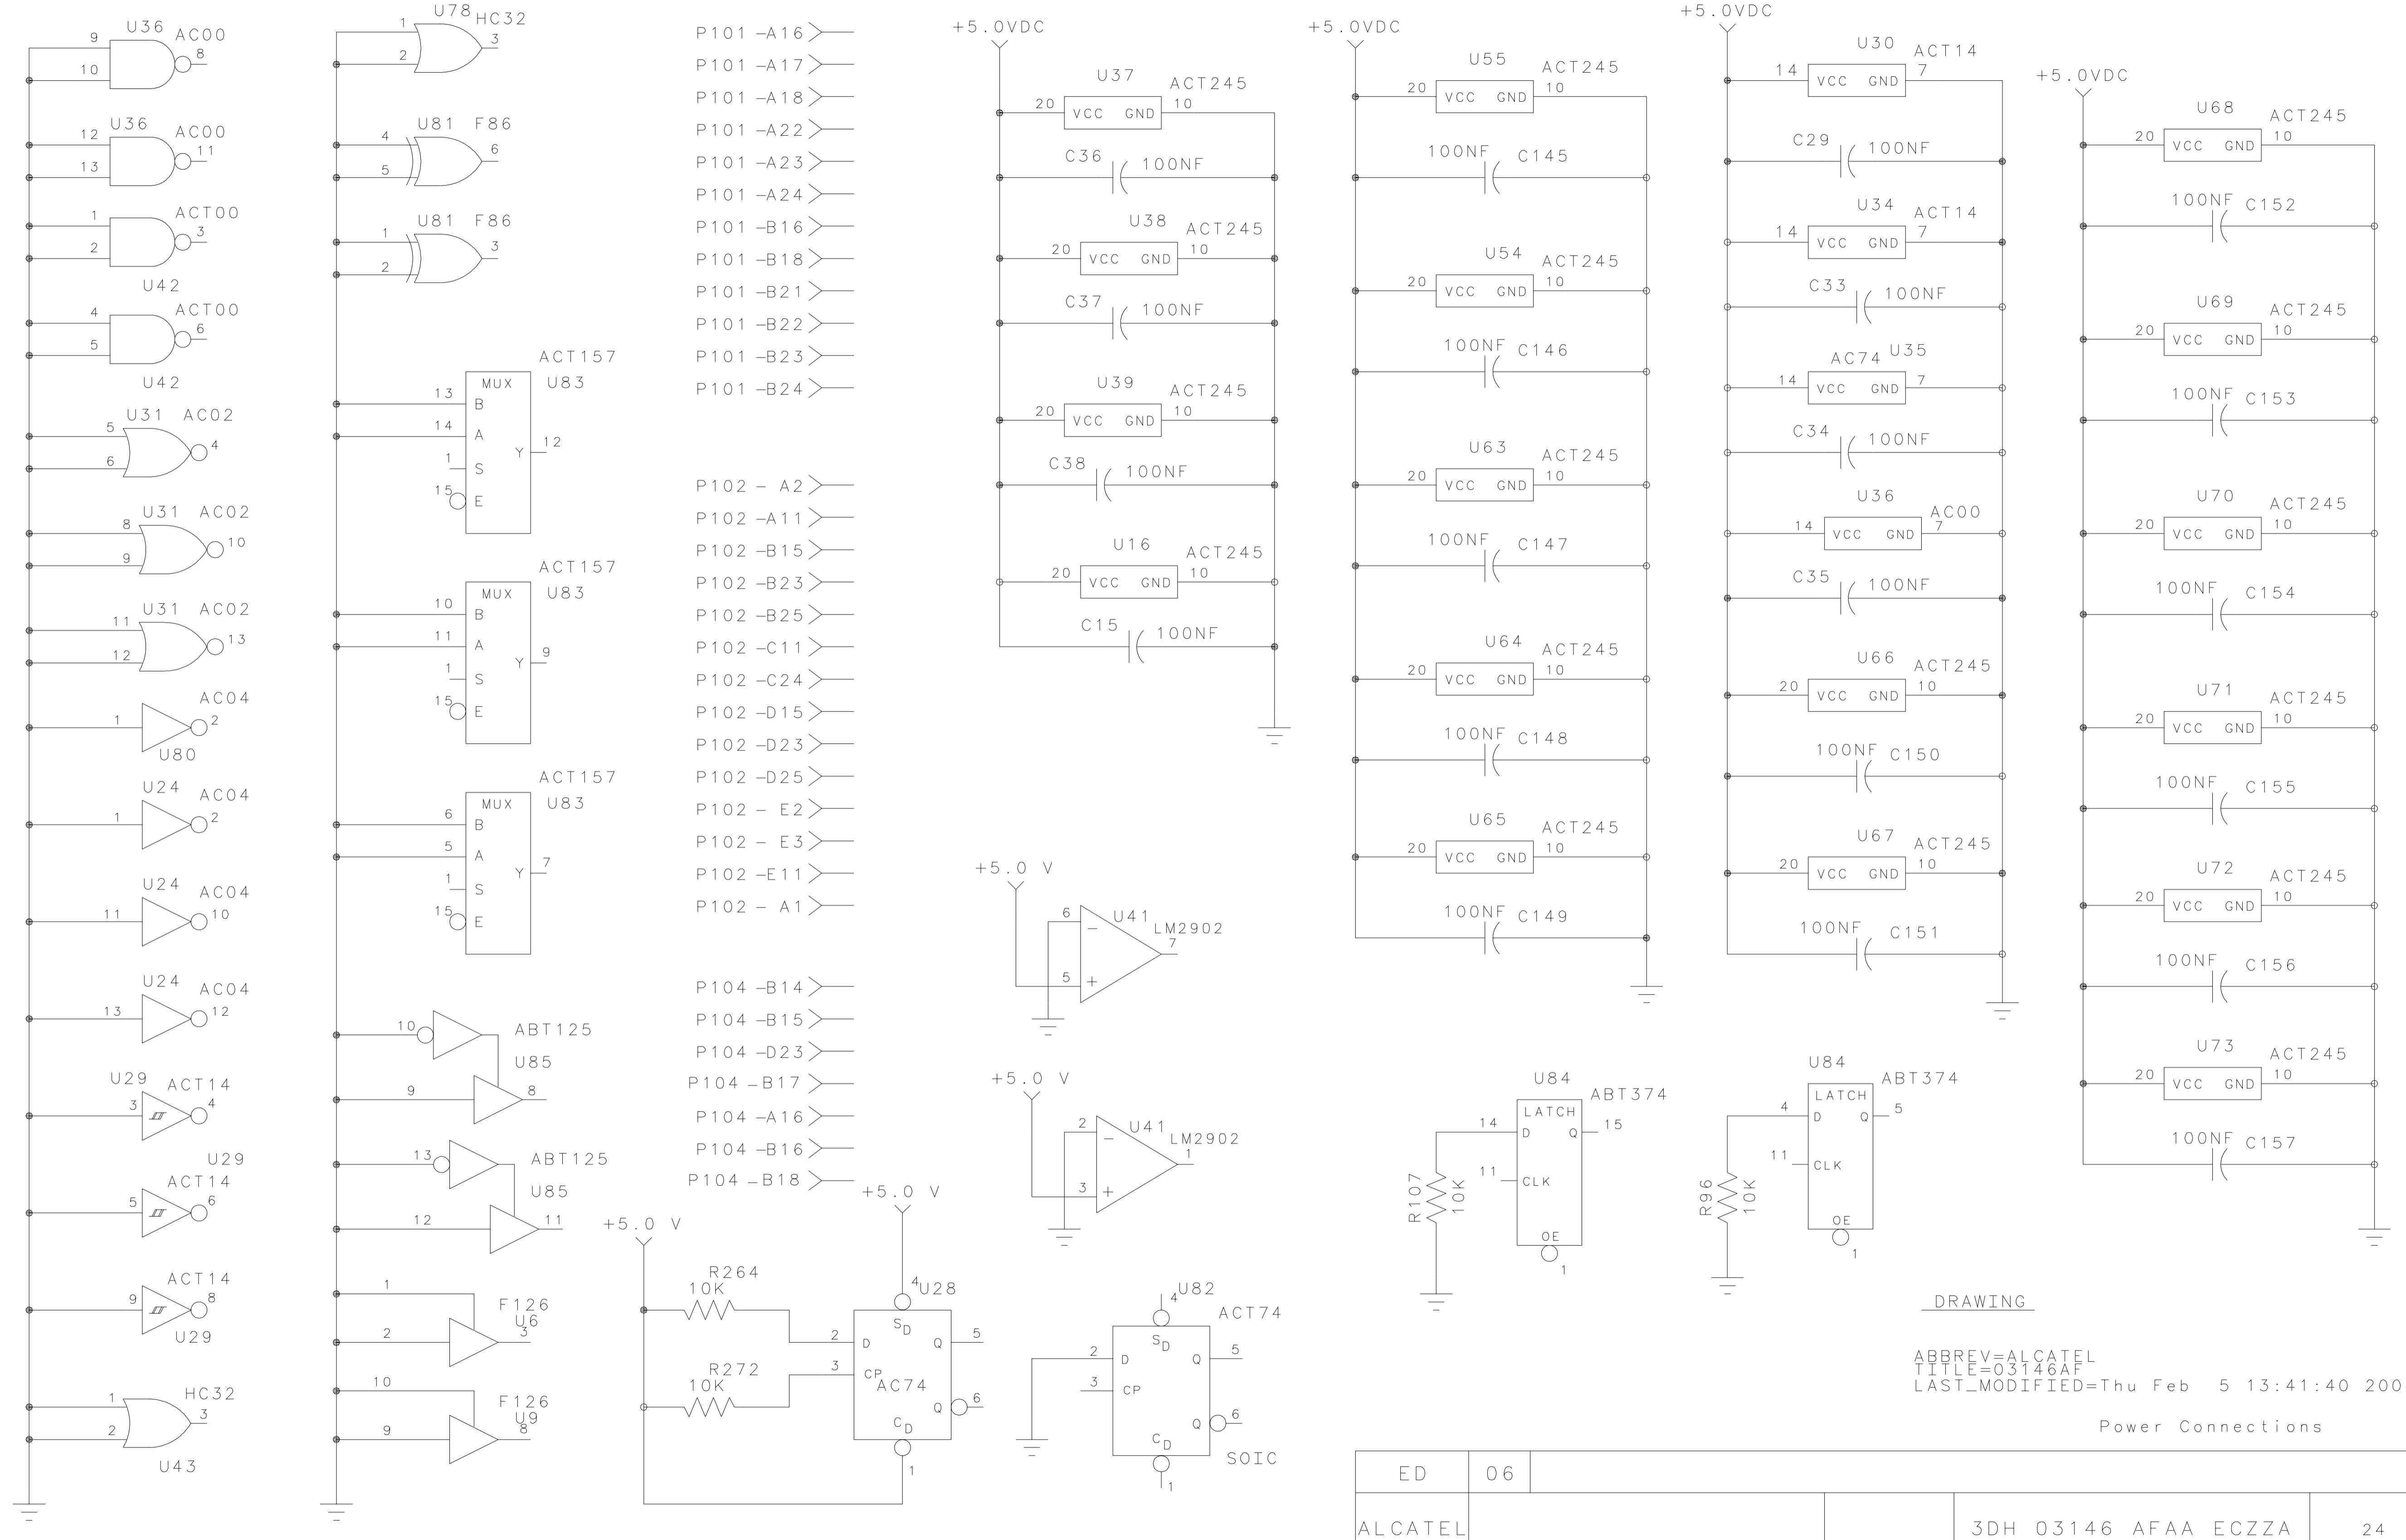 U36 AC00
9
10
8
U36 AC00
12
13
11
ACT00
1
2
3
U42
ACT00
4
5
6
U42
U31 AC02
5
6
4
U31 AC02
8
9
10
U31 AC02
11
12
13
AC04
1
2
U80
U24
AC04
1
2
U24
AC04
11
10
U24
AC04
13
12
U29
ACT14
3
4
U29
ACT14
5
6
ACT14
9
8
U29
HC32
1
2
3
U43
U78
HC32
1
2
3
U81 F86
4
5
6
U81 F86
1
2
3
ACT157
MUX U83
13 B
14 A
Y 12
1 S
15 E
ACT157
MUX U83
10 B
11 A
Y 9
1 S
15 E
ACT157
MUX U83
6 B
5 A
Y 7
1 S
15 E
10
ABT125
U85
9
8
13
ABT125
U85
12
11
1
F126
U6
2
3
10
F126
U9
9
8
P101 -A16
P101 -A17
P101 -A18
P101 -A22
P101 -A23
P101 -A24
P101 -B16
P101 -B18
P101 -B21
P101 -B22
P101 -B23
P101 -B24
P102 - A2
P102 -A11
P102 -B15
P102 -B23
P102 -B25
P102 -C11
P102 -C24
P102 -D15
P102 -D23
P102 -D25
P102 - E2
P102 - E3
P102 -E11
P102 - A1
P104 -B14
P104 -B15
P104 -D23
P104 -B17
P104 -A16
P104 -B16
P104 -B18
+5.0 V
R264
10K
R272
10K
+5.0 V
4
U28
SD
2 D Q 5
3 CP
AC74
Q 6
CD
1
4
U82
ACT74
SD
2 D Q 5
3 CP
Q 6
CD
1
SOIC
+5.0VDC
U37
ACT245
20 VCC GND 10
C36 100NF
U38
ACT245
20 VCC GND 10
C37 100NF
U39
ACT245
20 VCC GND 10
C38 100NF
U16
ACT245
20 VCC GND 10
C15 100NF
+5.0 V
6
-
U41
LM2902
7
5
+
+5.0 V
2
-
U41
LM2902
1
3
+
+5.0VDC
U55
ACT245
20 VCC GND 10
100NF C145
U54
ACT245
20 VCC GND 10
100NF C146
U63
ACT245
20 VCC GND 10
100NF C147
U64
ACT245
20 VCC GND 10
100NF C148
U65
ACT245
20 VCC GND 10
100NF C149
+5.0VDC
U30
ACT14
14 VCC GND 7
C29 100NF
U34
ACT14
14 VCC GND 7
C33 100NF
AC74 U35
14 VCC GND 7
C34 100NF
U36
AC00
14 VCC GND 7
C35 100NF
U66
ACT245
20 VCC GND 10
100NF C150
U67
ACT245
20 VCC GND 10
100NF C151
+5.0VDC
U68
ACT245
20 VCC GND 10
100NF C152
U69
ACT245
20 VCC GND 10
100NF C153
U70
ACT245
20 VCC GND 10
100NF C154
U71
ACT245
20 VCC GND 10
100NF C155
U72
ACT245
20 VCC GND 10
100NF C156
U73
ACT245
20 VCC GND 10
100NF C157
U84
ABT374
LATCH
14 D Q 15
11 CLK
OE
1
R107
10K
U84
ABT374
LATCH
4 D Q 5
11 CLK
OE
1
R96
10K
DRAWING
ABBREV=ALCATEL
TITLE=03146AF
LAST_MODIFIED=Thu Feb 5 13:41:40 200
Power Connections
ED 06
ALCATEL 3DH 03146 AFAA ECZZA 24